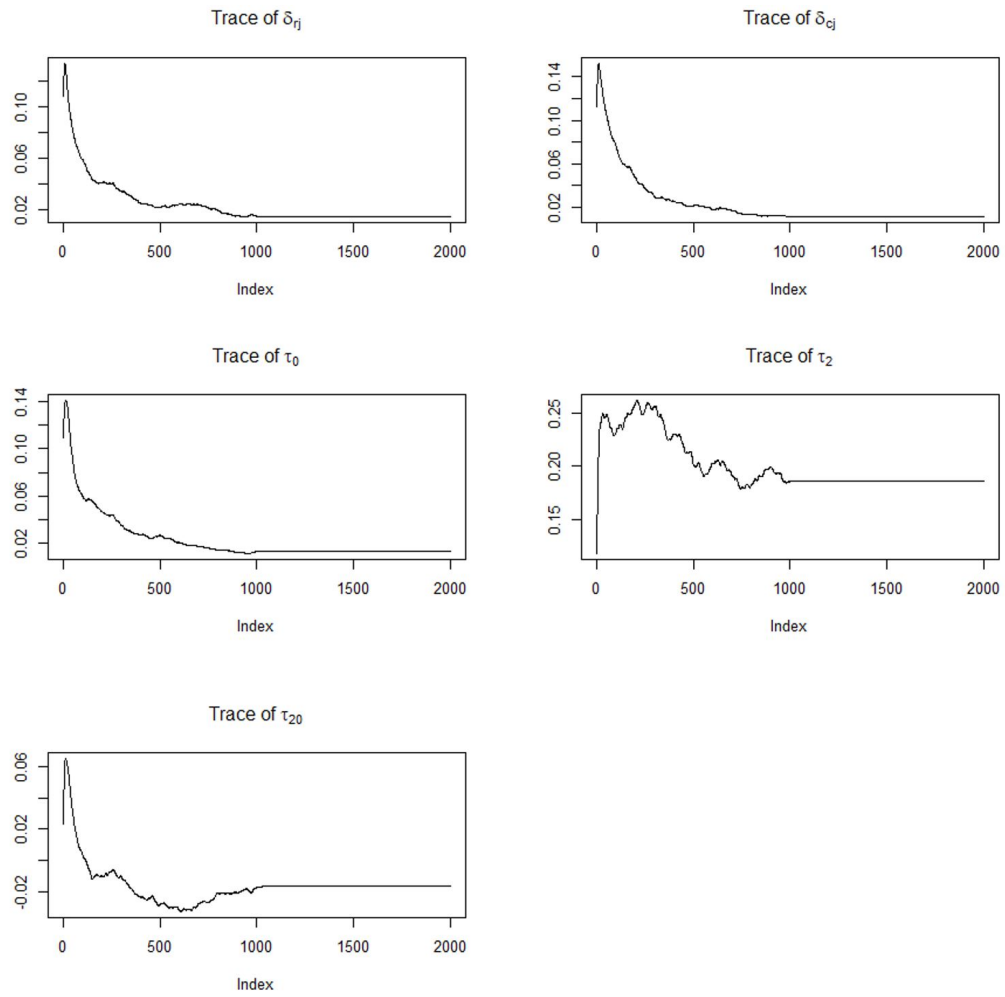 Trace of δrj
0.02 0.06 0.10
0 500 1000 1500 2000
Index
Trace of δcj
0.02 0.06 0.10 0.14
0 500 1000 1500 2000
Index
Trace of τ0
0.02 0.06 0.10 0.14
0 500 1000 1500 2000
Index
Trace of τ2
0.15 0.20 0.25
0 500 1000 1500 2000
Index
Trace of τ20
-0.02 0.02 0.06
0 500 1000 1500 2000
Index